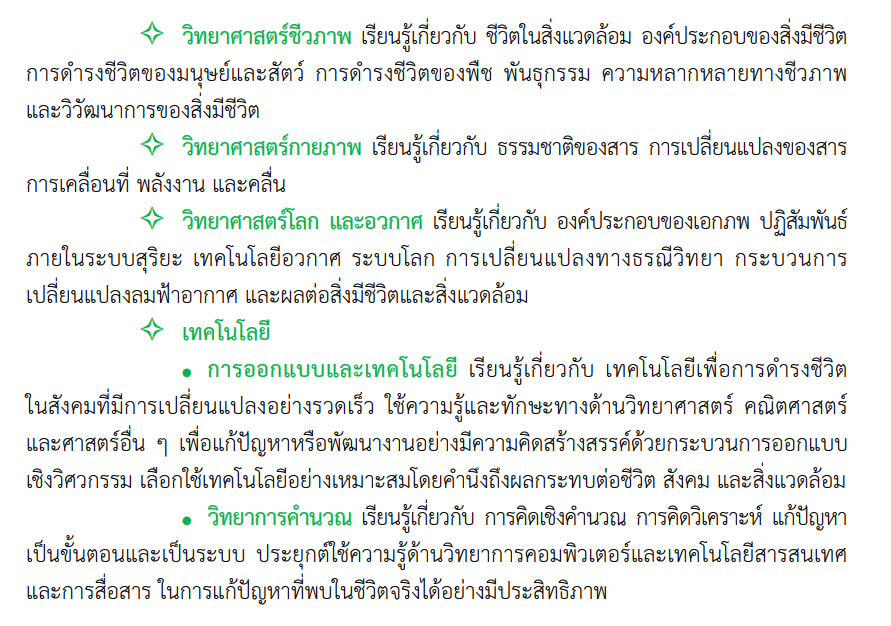 ✧ วิทยาศาสตร์ชีวภาพ เรียนรู้เกี่ยวกับ ชีวิตในสิ่งแวดล้อม องค์ประกอบของสิ่งมีชีวิต
การดำรงชีวิตของมนุษย์และสัตว์ การดำรงชีวิตของพืช พันธุกรรม ความหลากหลายทางชีวภาพ
และวิวัฒนาการของสิ่งมีชีวิต
✧ วิทยาศาสตร์กายภาพ เรียนรู้เกี่ยวกับ ธรรมชาติของสาร การเปลี่ยนแปลงของสาร
การเคลื่อนที่ พลังงาน และคลื่น
✧ วิทยาศาสตร์โลก และอวกาศ เรียนรู้เกี่ยวกับ องค์ประกอบของเอกภพ ปฏิสัมพันธ์
ภายในระบบสุริยะ เทคโนโลยีอวกาศ ระบบโลก การเปลี่ยนแปลงทางธรณีวิทยา กระบวนการ
เปลี่ยนแปลงลมฟ้าอากาศ และผลต่อสิ่งมีชีวิตและสิ่งแวดล้อม
✧ เทคโนโลยี
• การออกแบบและเทคโนโลยี เรียนรู้เกี่ยวกับ เทคโนโลยีเพื่อการดำรงชีวิต
ในสังคมที่มีการเปลี่ยนแปลงอย่างรวดเร็ว ใช้ความรู้และทักษะทางด้านวิทยาศาสตร์ คณิตศาสตร์
และศาสตร์อื่น ๆ เพื่อแก้ปัญหาหรือพัฒนางานอย่างมีความคิดสร้างสรรค์ด้วยกระบวนการออกแบบ
เชิงวิศวกรรม เลือกใช้เทคโนโลยีอย่างเหมาะสมโดยคำนึงถึงผลกระทบต่อชีวิต สังคม และสิ่งแวดล้อม
• วิทยาการคำนวณ เรียนรู้เกี่ยวกับ การคิดเชิงคำนวณ การคิดวิเคราะห์ แก้ปัญหา
เป็นขั้นตอนและเป็นระบบ ประยุกต์ใช้ความรู้ด้านวิทยาการคอมพิวเตอร์และเทคโนโลยีสารสนเทศ
และการสื่อสาร ในการแก้ปัญหาที่พบในชีวิตจริงได้อย่างมีประสิทธิภาพ